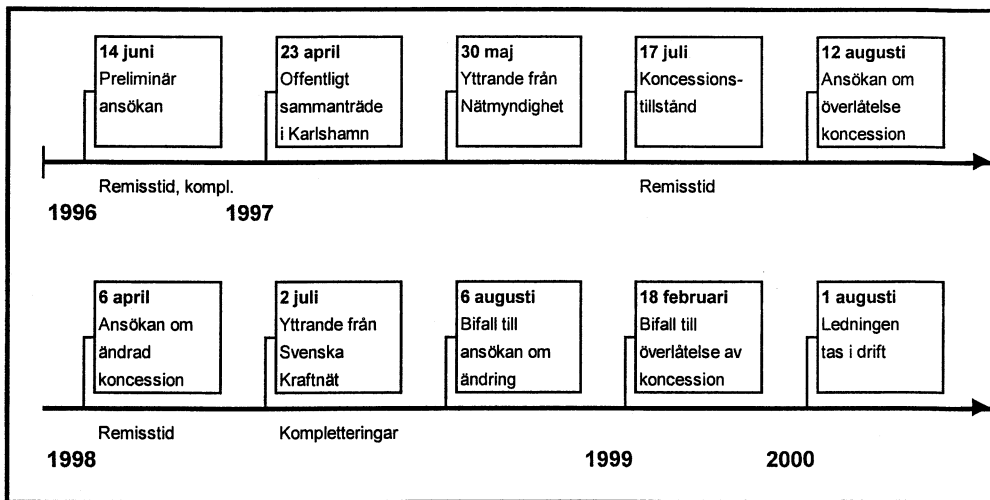 14 juni
Preliminär
ansökan
23 april
Offentligt
sammanträde
i Karlshamn
30 maj
Yttrande från
Nätmyndighet
17 juli
Koncessions-
tillstånd
12 augusti
Ansökan om
överlåtelse
koncession
Remisstid, kompl.
Remisstid
1996
1997
6 april
Ansökan om
ändrad
koncession
2 juli
Yttrande från
Svenska
Kraftnät
6 augusti
Bifall till
ansökan om
ändring
18 februari
Bifall till
överlåtelse av
koncession
1 augusti
Ledningen
tas i drift
Remisstid
Kompletteringar
1998
1999
2000